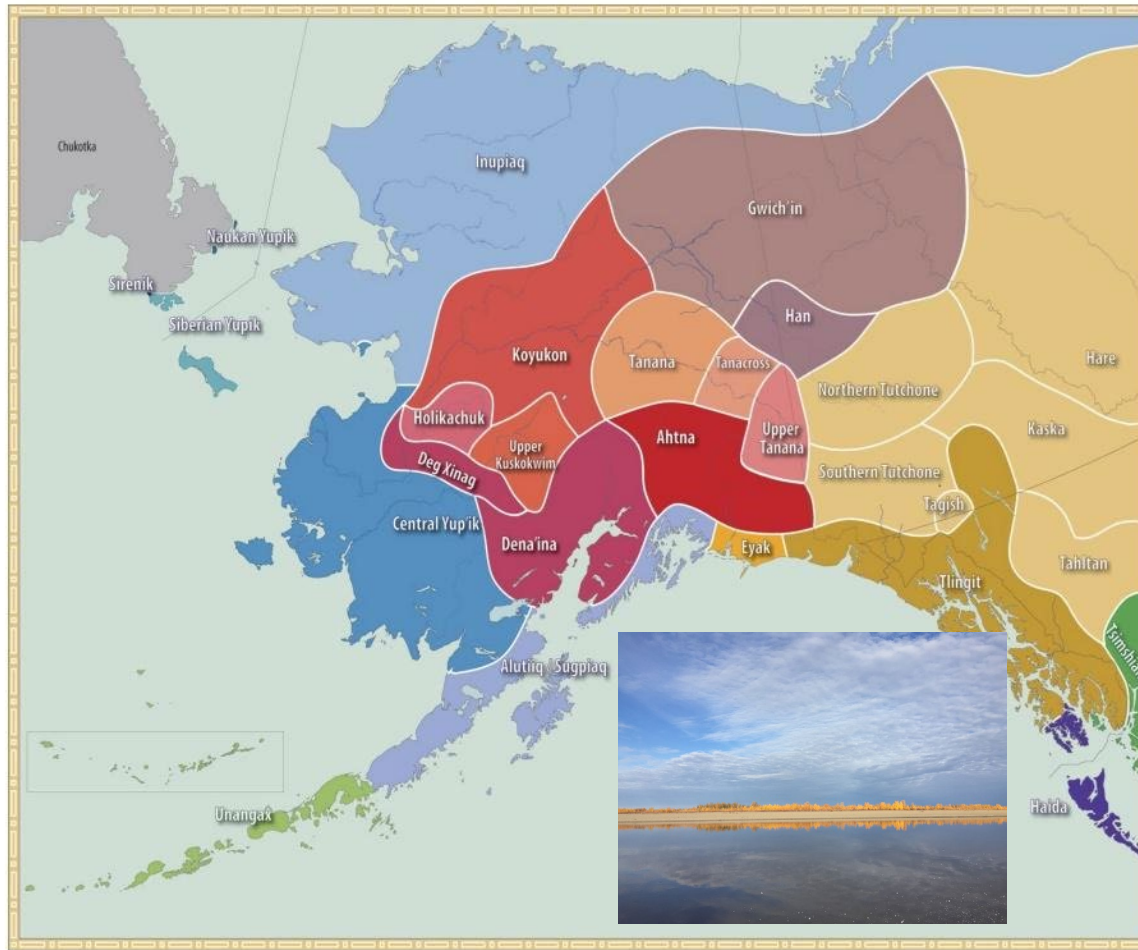 Chukotka
Inupiaq
Gwich'in
Naukan Yupik
Sirenik
Siberian Yupik
Han
Koyukon
Tanana
Tanacross
Hare
Northern Tutchone
Holikachuk
Upper
Kuskokwim
Ahtna
Upper
Tanana
Kaska
Deg Xinag
Southern Tutchone
Tagish
Central Yup'ik
Dena'ina
Eyak
Tahltan
Tlingit
Tsimshian
Alutiiq / Sugpiaq
Unangax̂
Haida